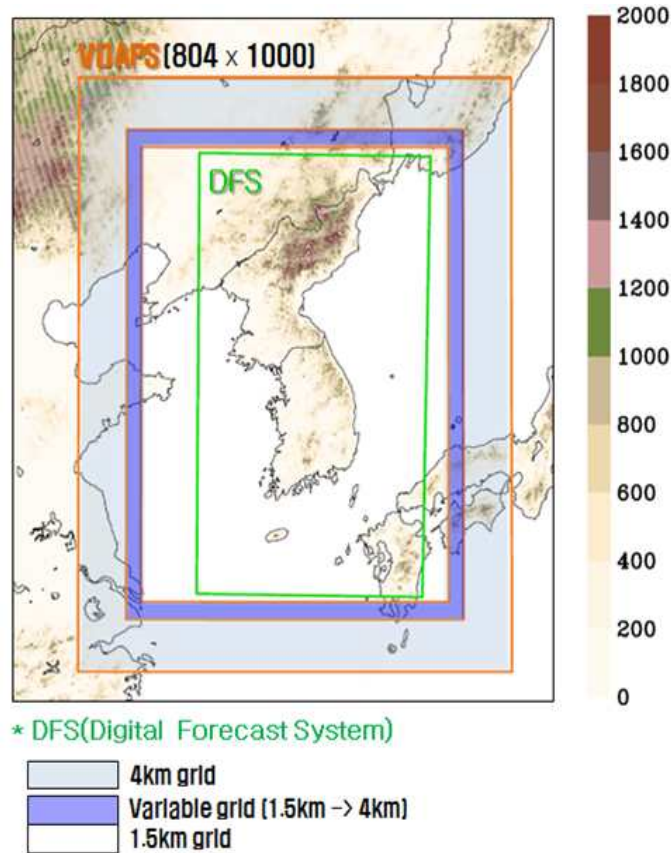 VDAPS (804 x 1000)
DFS
2000
1800
1600
1400
1200
1000
800
600
400
200
0
* DFS(Digital Forecast System)
4km grid
Variable grid (1.5km -> 4km)
1.5km grid